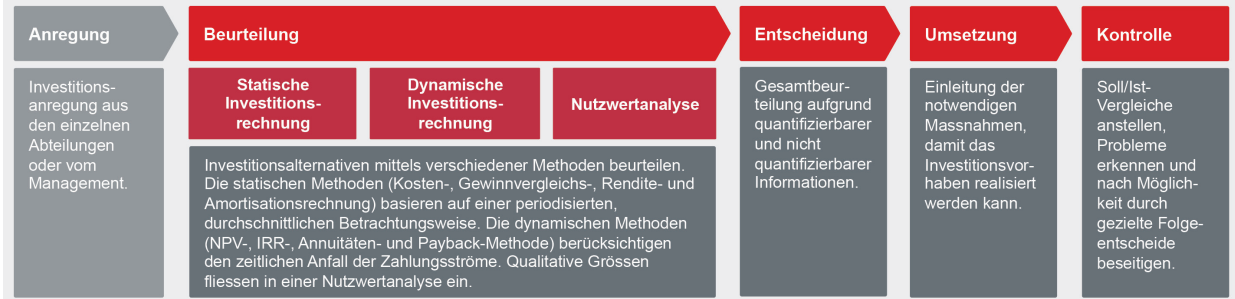 Anregung
Investitions-
anregung aus
den einzelnen
Abteilungen
oder vom
Management.
Beurteilung
Statische
Investitions-
rechnung
Dynamische
Investitions-
rechnung
Nutzwertanalyse
Investitionsalternativen mittels verschiedener Methoden beurteilen.
Die statischen Methoden (Kosten-, Gewinnvergleichs-, Rendite- und
Amortisationsrechnung) basieren auf einer periodisierten,
durchschnittlichen Betrachtungsweise. Die dynamischen Methoden
(NPV-, IRR-, Annuitäten- und Payback-Methode) berücksichtigen
den zeitlichen Anfall der Zahlungsströme. Qualitative Grössen
fliessen in einer Nutzwertanalyse ein.
Entscheidung
Gesamtbeur-
teilung aufgrund
quantifizierbarer
und nicht
quantifizierbarer
Informationen.
Umsetzung
Einleitung der
notwendigen
Massnahmen,
damit das
Investitionsvor-
haben realisiert
werden kann.
Kontrolle
Soll/Ist-
Vergleiche
anstellen,
Probleme
erkennen und
nach Möglich-
keit durch
gezielte Folge-
entscheide
beseitigen.